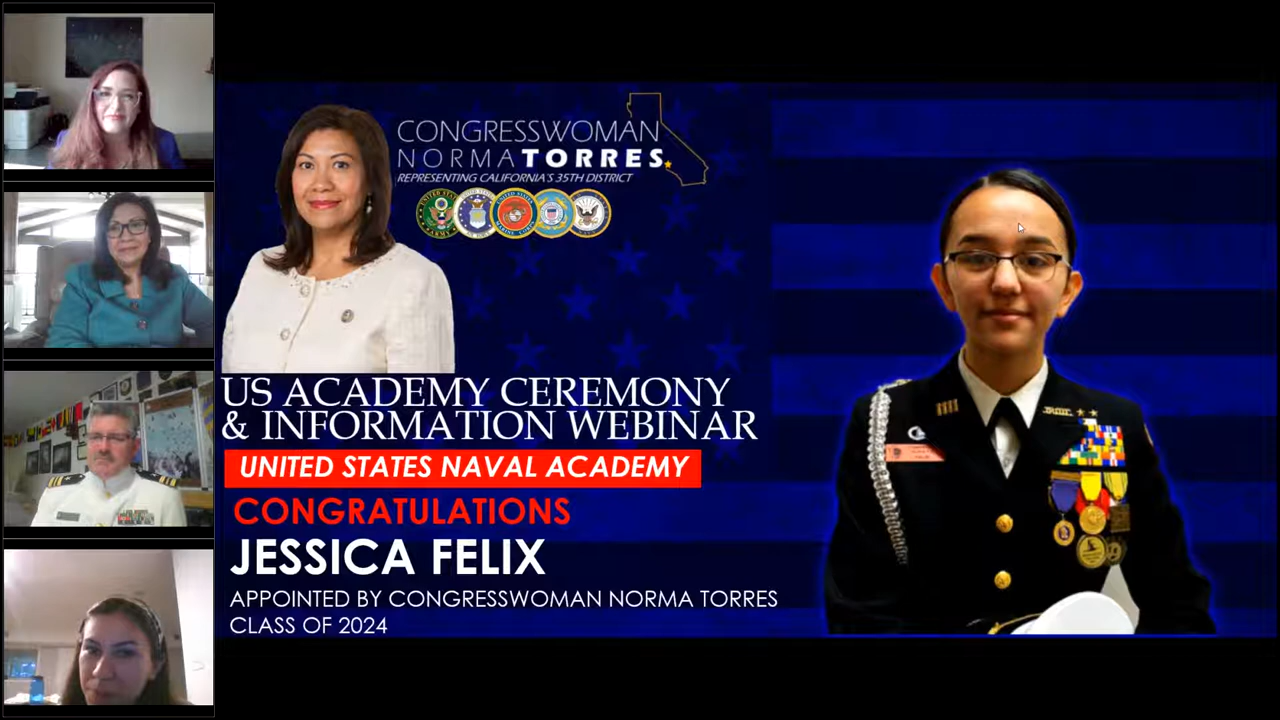 CONGRESSWOMAN
NORMA TORRES
REPRESENTING CALIFORNIA'S 35TH DISTRICT
US ACADEMY CEREMONY
& INFORMATION WEBINAR
UNITED STATES NAVAL ACADEMY
CONGRATULATIONS
JESSICA FELIX
APPOINTED BY CONGRESSWOMAN NORMA TORRES
CLASS OF 2024